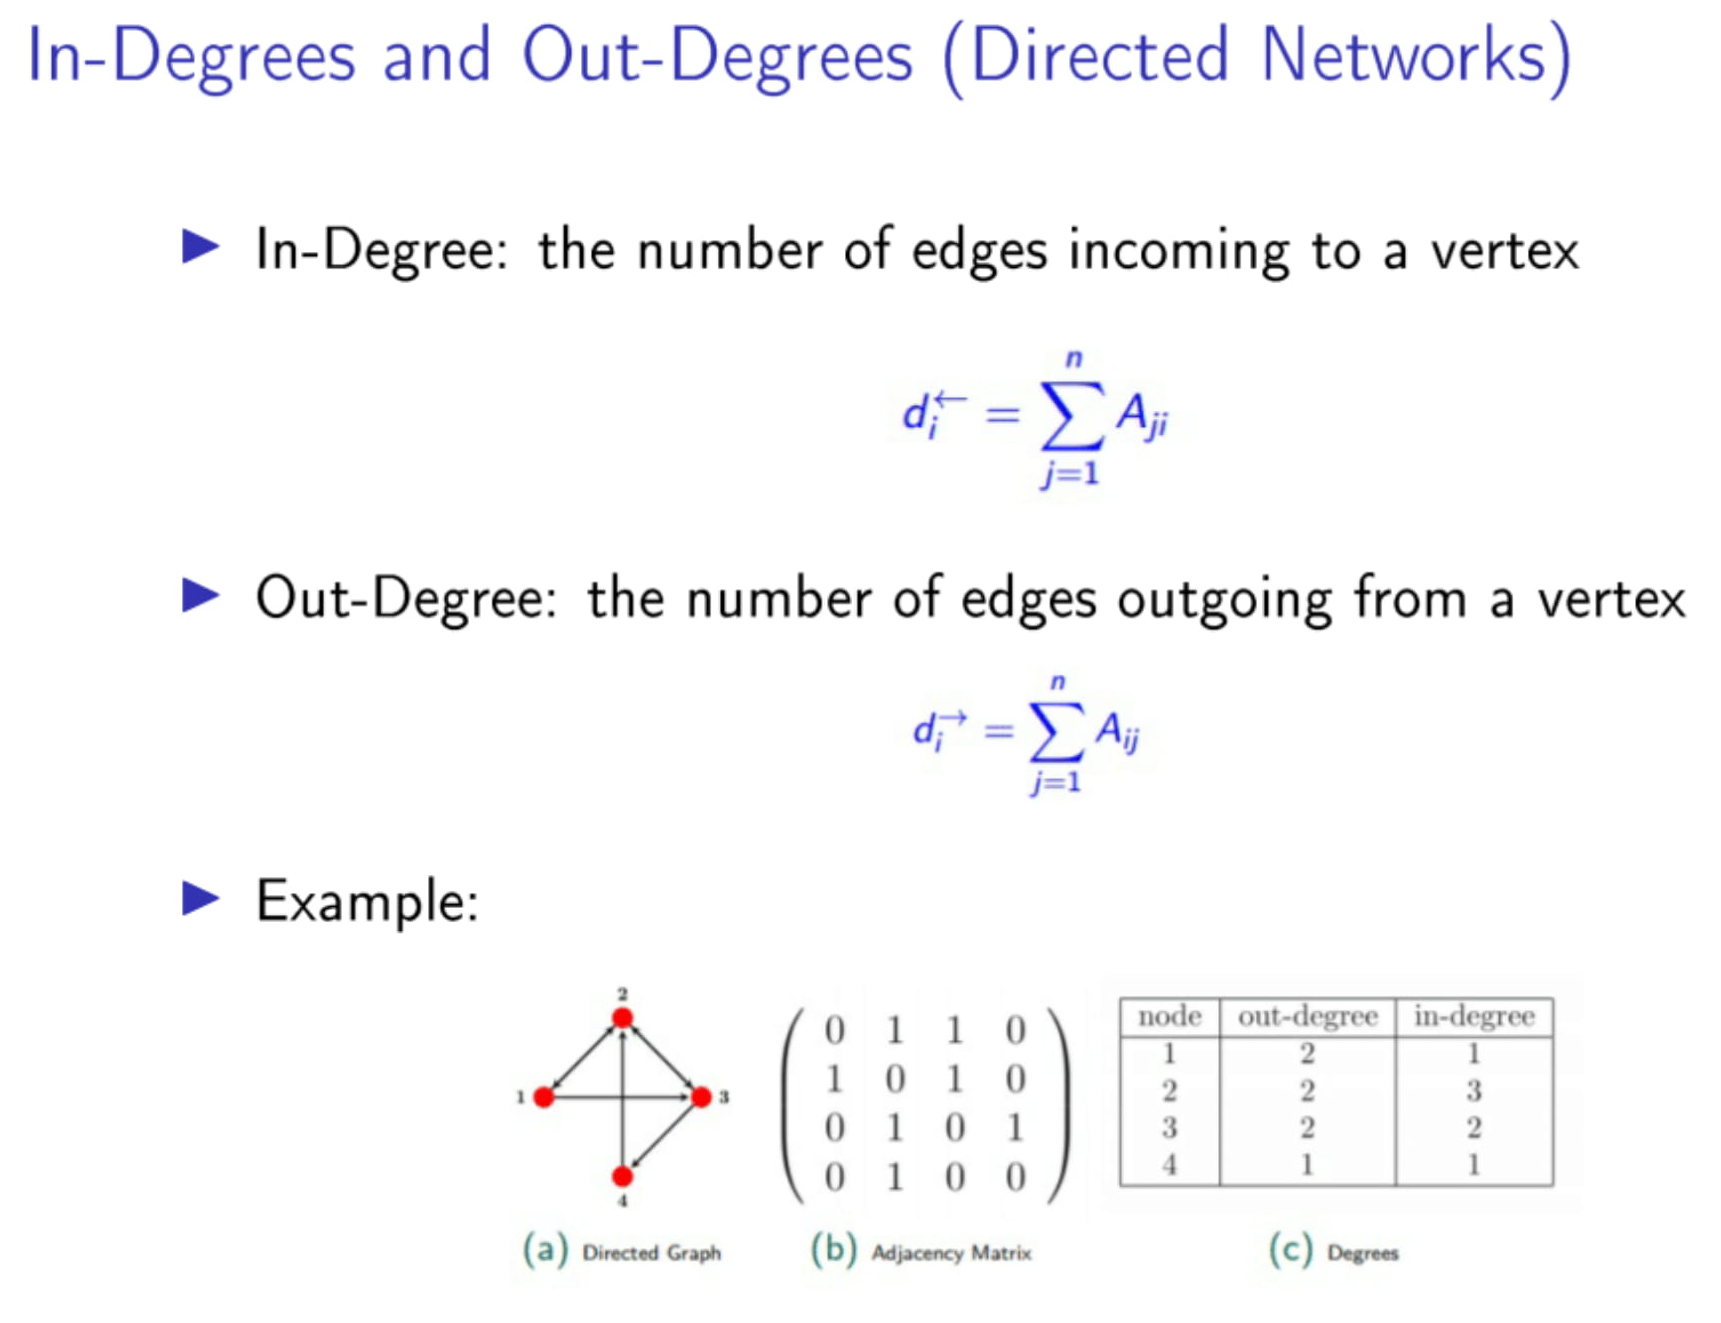 In-Degrees and Out-Degrees (Directed Networks)
▶ In-Degree: the number of edges incoming to a vertex
d_i^← = ∑_{j=1}^{n} A_{ji}
▶ Out-Degree: the number of edges outgoing from a vertex
d_i^→ = ∑_{j=1}^{n} A_{ij}
▶ Example:
2
1 3
4
0 1 1 0
1 0 1 0
0 1 0 1
0 1 0 0
node out-degree in-degree
1 2 1
2 2 3
3 2 2
4 1 1
(a) Directed Graph
(b) Adjacency Matrix
(c) Degrees